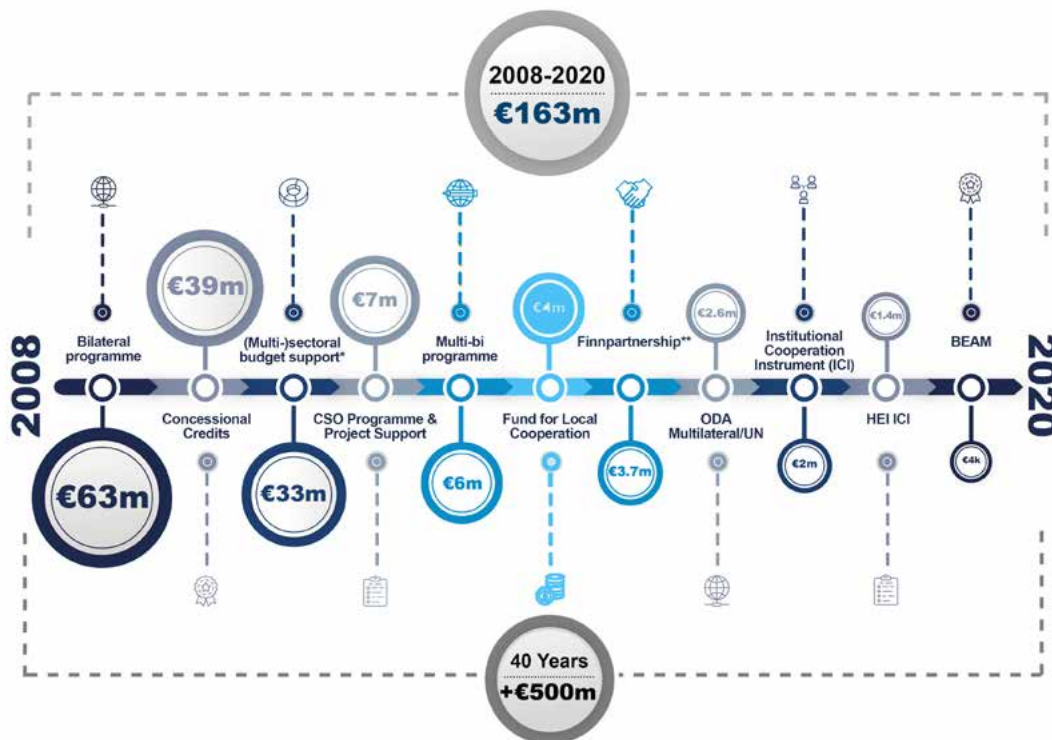 2008-2020
€163m
€39m
€7m
€4m
€2.6m
€1.4m
Bilateral
programme
(Multi-)sectoral
budget support*
Multi-bi
programme
Finnpartnership**
Institutional
Cooperation
Instrument (ICI)
BEAM
2008
2020
Concessional
Credits
CSO Programme &
Project Support
Fund for Local
Cooperation
ODA
Multilateral/UN
HEI ICI
€63m
€33m
€6m
€3.7m
€2m
€4k
40 Years
+€500m